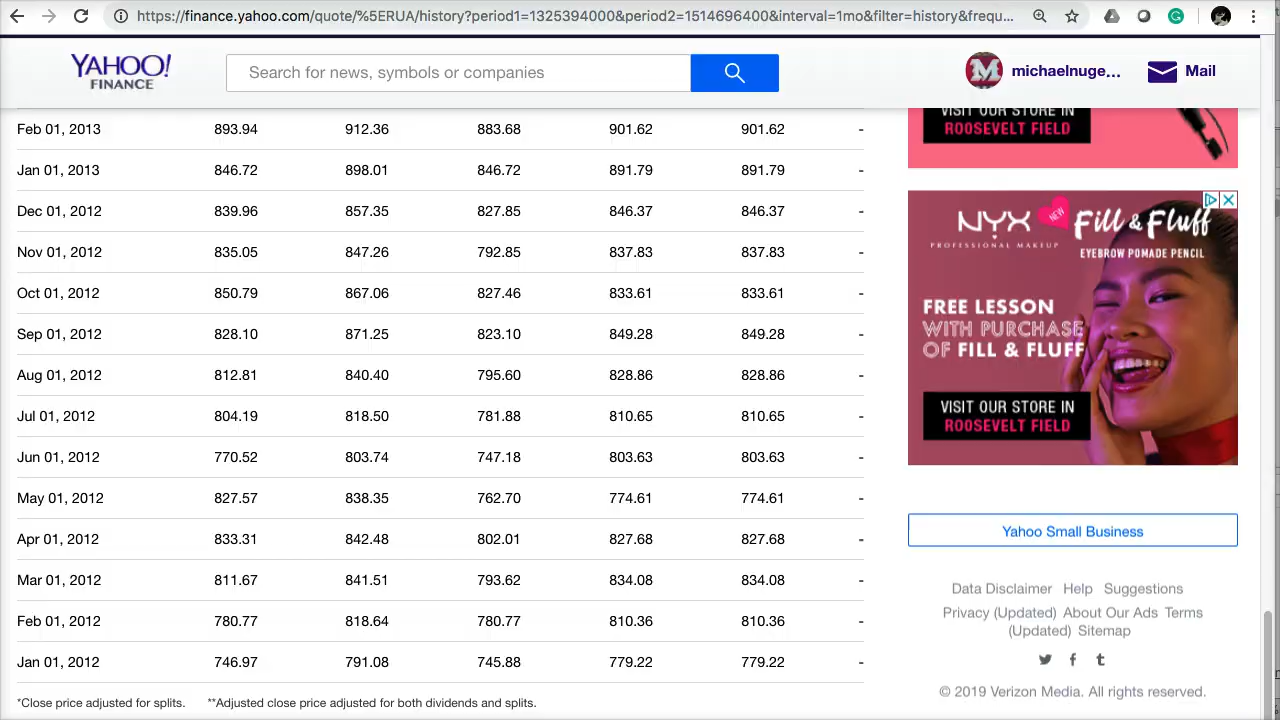 https://finance.yahoo.com/quote/%5ERUA/history?period1=1325394000&period2=1514696400&interval=1mo&filter=history&frequ...
YAHOO!
FINANCE
Search for news, symbols or companies
M
michaelnuge...
Mail
Feb 01, 2013 893.94 912.36 883.68 901.62 901.62 -
Jan 01, 2013 846.72 898.01 846.72 891.79 891.79 -
Dec 01, 2012 839.96 857.35 827.85 846.37 846.37 -
Nov 01, 2012 835.05 847.26 792.85 837.83 837.83 -
Oct 01, 2012 850.79 867.06 827.46 833.61 833.61 -
Sep 01, 2012 828.10 871.25 823.10 849.28 849.28 -
Aug 01, 2012 812.81 840.40 795.60 828.86 828.86 -
Jul 01, 2012 804.19 818.50 781.88 810.65 810.65 -
Jun 01, 2012 770.52 803.74 747.18 803.63 803.63 -
May 01, 2012 827.57 838.35 762.70 774.61 774.61 -
Apr 01, 2012 833.31 842.48 802.01 827.68 827.68 -
Mar 01, 2012 811.67 841.51 793.62 834.08 834.08 -
Feb 01, 2012 780.77 818.64 780.77 810.36 810.36 -
Jan 01, 2012 746.97 791.08 745.88 779.22 779.22 -
*Close price adjusted for splits. **Adjusted close price adjusted for both dividends and splits.
VISIT OUR STORE IN
ROOSEVELT FIELD
NYX NEW Fill & Fluff
PROFESSIONAL MAKEUP EYEBROW POMADE PENCIL
FREE LESSON
WITH PURCHASE
OF FILL & FLUFF
VISIT OUR STORE IN
ROOSEVELT FIELD
Yahoo Small Business
Data Disclaimer Help Suggestions
Privacy (Updated) About Our Ads Terms
(Updated) Sitemap
© 2019 Verizon Media. All rights reserved.